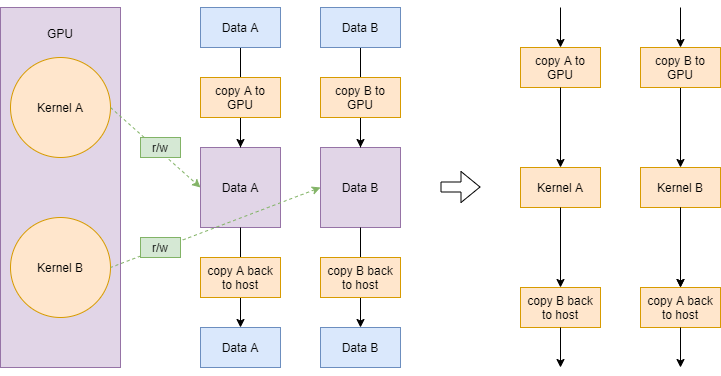 GPU
Kernel A
Kernel B
r/w
r/w
Data A
copy A to
GPU
Data A
copy A back
to host
Data A
Data B
copy B to
GPU
Data B
copy B back
to host
Data B
copy A to
GPU
Kernel A
copy B back
to host
copy B to
GPU
Kernel B
copy A back
to host